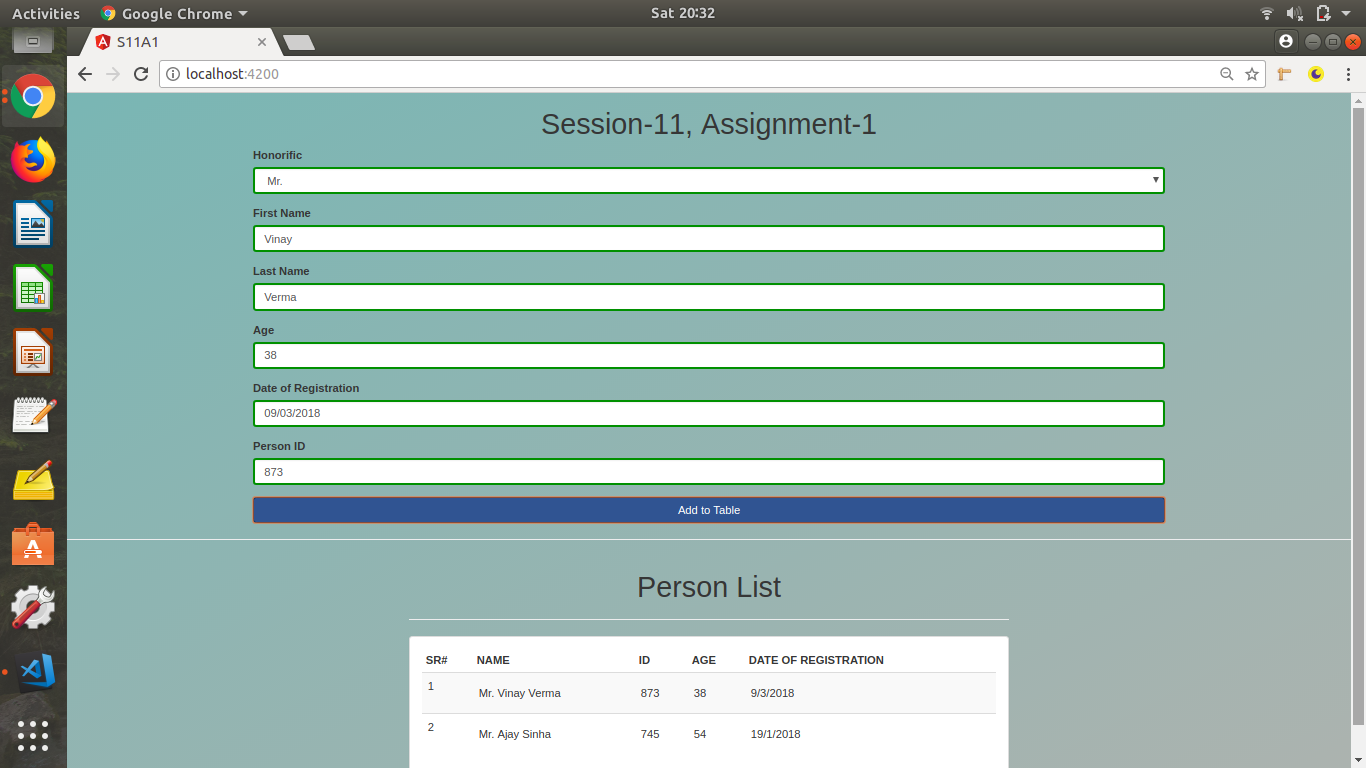 Activities Google Chrome Sat 20:32
S11A1
localhost:4200
Session-11, Assignment-1
Honorific
Mr.
First Name
Vinay
Last Name
Verma
Age
38
Date of Registration
09/03/2018
Person ID
873
Add to Table
Person List
SR# NAME ID AGE DATE OF REGISTRATION
1 Mr. Vinay Verma 873 38 9/3/2018
2 Mr. Ajay Sinha 745 54 19/1/2018